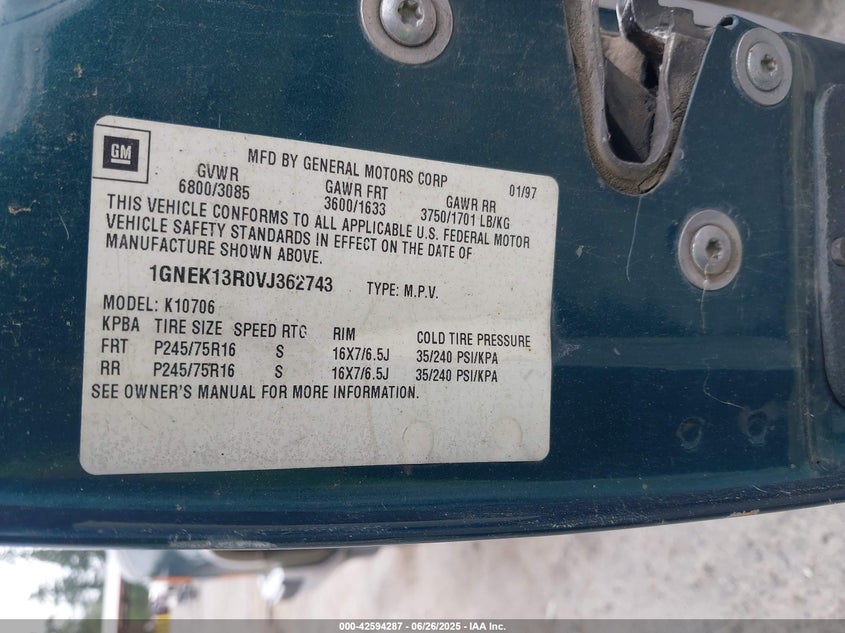 GM
MFD BY GENERAL MOTORS CORP 01/97
GVWR GAWR FRT GAWR RR
6800/3085 3600/1633 3750/1701 LB/KG
THIS VEHICLE CONFORMS TO ALL APPLICABLE U.S. FEDERAL MOTOR
VEHICLE SAFETY STANDARDS IN EFFECT ON THE DATE OF
MANUFACTURE SHOWN ABOVE.
1GNEK13R0VJ362743 TYPE: M.P.V.
MODEL: K10706
KPBA TIRE SIZE SPEED RTG RIM COLD TIRE PRESSURE
FRT P245/75R16 S 16X7/6.5J 35/240 PSI/KPA
RR P245/75R16 S 16X7/6.5J 35/240 PSI/KPA
SEE OWNER'S MANUAL FOR MORE INFORMATION.
000-42594287 - 06/26/2025 - IAA Inc.